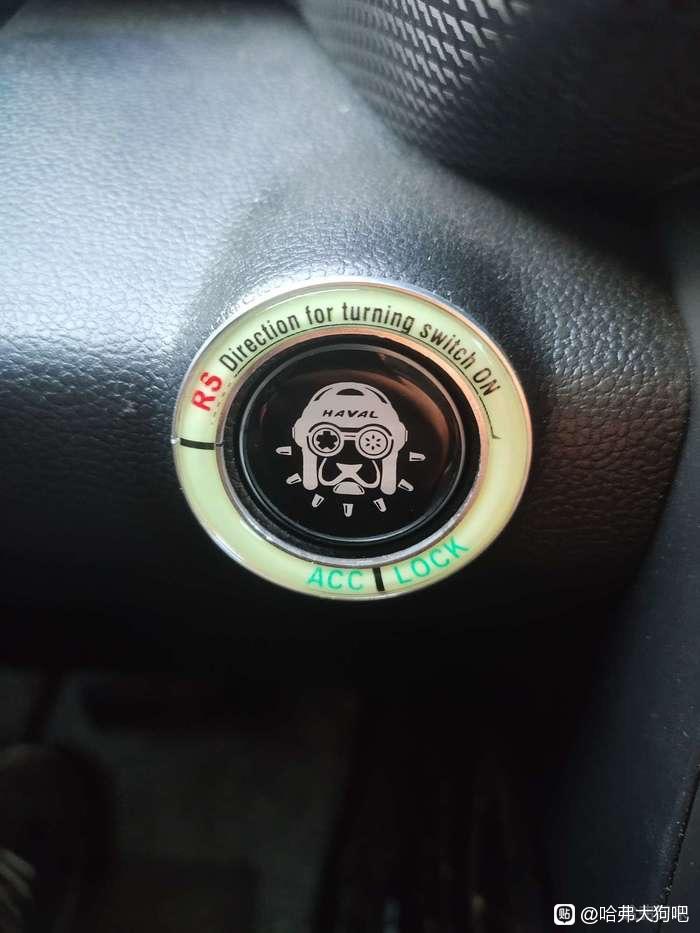 RS Direction for turning switch ON
HAVAL
ACC LOCK
贴 @哈弗大狗吧